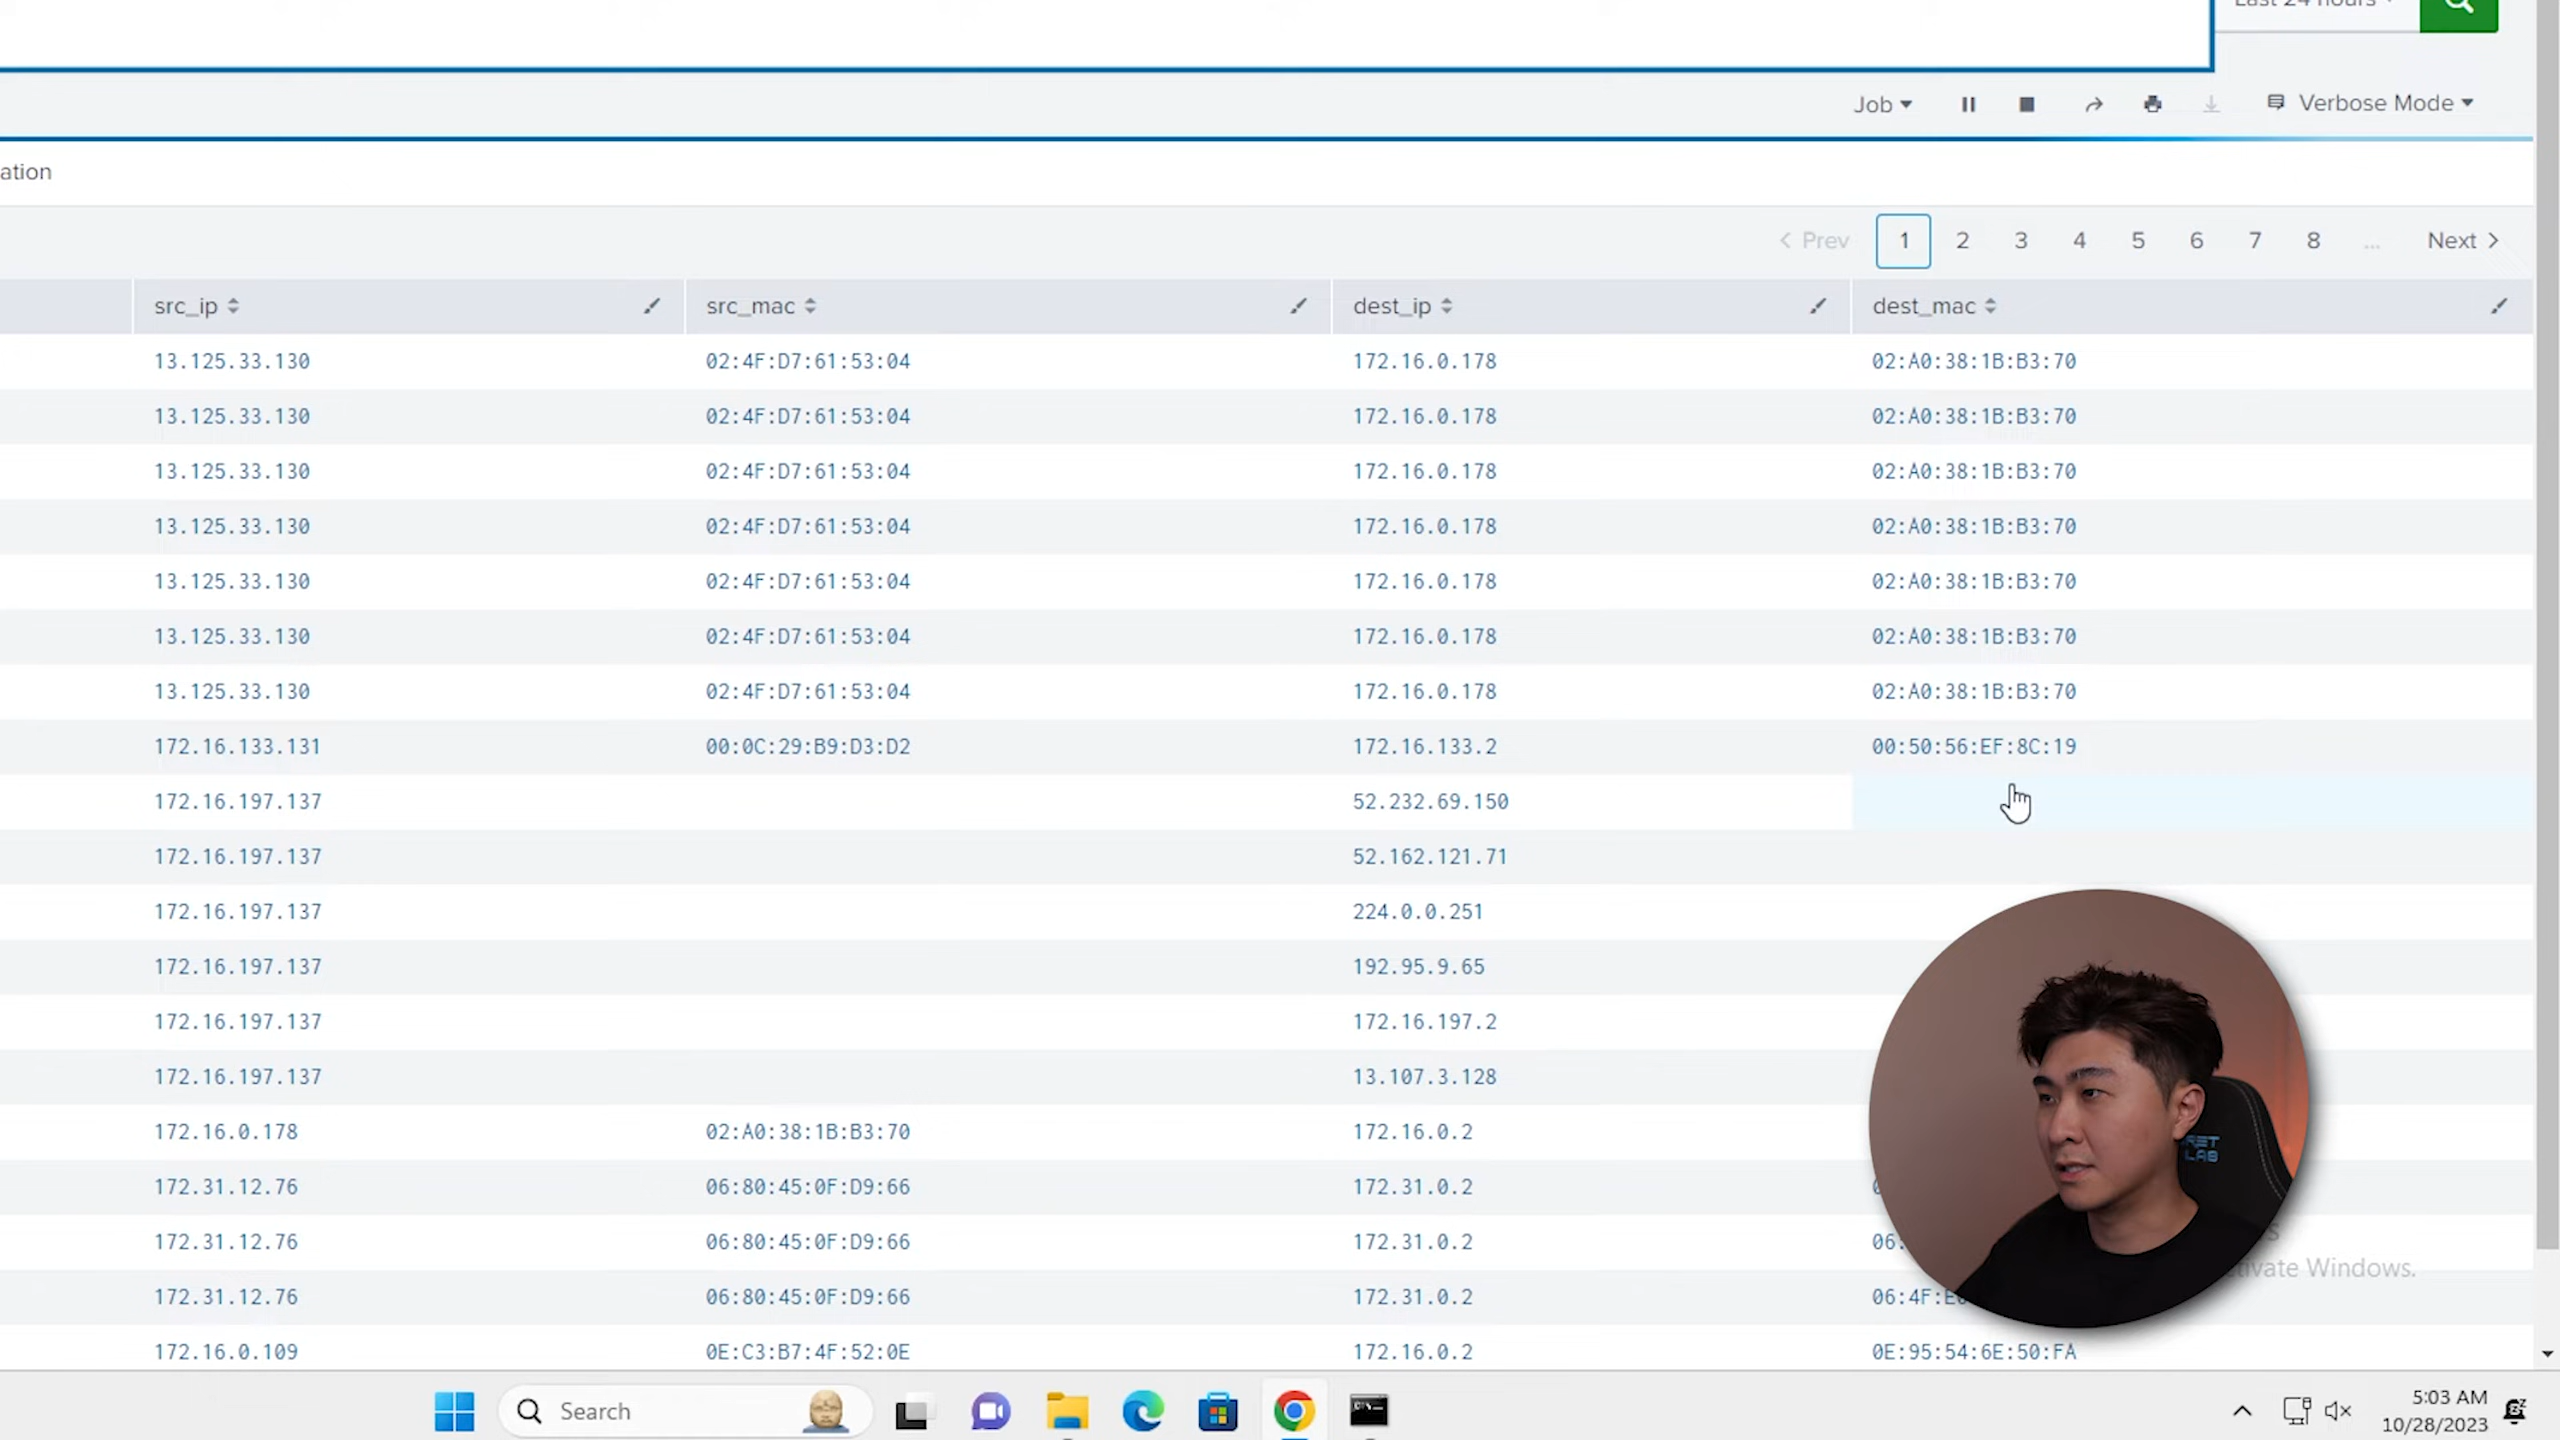 Last 24 hours
Job
Verbose Mode
ation
Prev 1 2 3 4 5 6 7 8 ... Next
src_ip src_mac dest_ip dest_mac
13.125.33.130 02:4F:D7:61:53:04 172.16.0.178 02:A0:38:1B:B3:70
13.125.33.130 02:4F:D7:61:53:04 172.16.0.178 02:A0:38:1B:B3:70
13.125.33.130 02:4F:D7:61:53:04 172.16.0.178 02:A0:38:1B:B3:70
13.125.33.130 02:4F:D7:61:53:04 172.16.0.178 02:A0:38:1B:B3:70
13.125.33.130 02:4F:D7:61:53:04 172.16.0.178 02:A0:38:1B:B3:70
13.125.33.130 02:4F:D7:61:53:04 172.16.0.178 02:A0:38:1B:B3:70
13.125.33.130 02:4F:D7:61:53:04 172.16.0.178 02:A0:38:1B:B3:70
172.16.133.131 00:0C:29:B9:D3:D2 172.16.133.2 00:50:56:EF:8C:19
172.16.197.137 52.232.69.150
172.16.197.137 52.162.121.71
172.16.197.137 224.0.0.251
172.16.197.137 192.95.9.65
172.16.197.137 172.16.197.2
172.16.197.137 13.107.3.128
172.16.0.178 02:A0:38:1B:B3:70 172.16.0.2
172.31.12.76 06:80:45:0F:D9:66 172.31.0.2
172.31.12.76 06:80:45:0F:D9:66 172.31.0.2 06:
172.31.12.76 06:80:45:0F:D9:66 172.31.0.2 06:4F:
172.16.0.109 0E:C3:B7:4F:52:0E 172.16.0.2 0E:95:54:6E:50:FA
LAB
tivate Windows.
Search
5:03 AM
10/28/2023